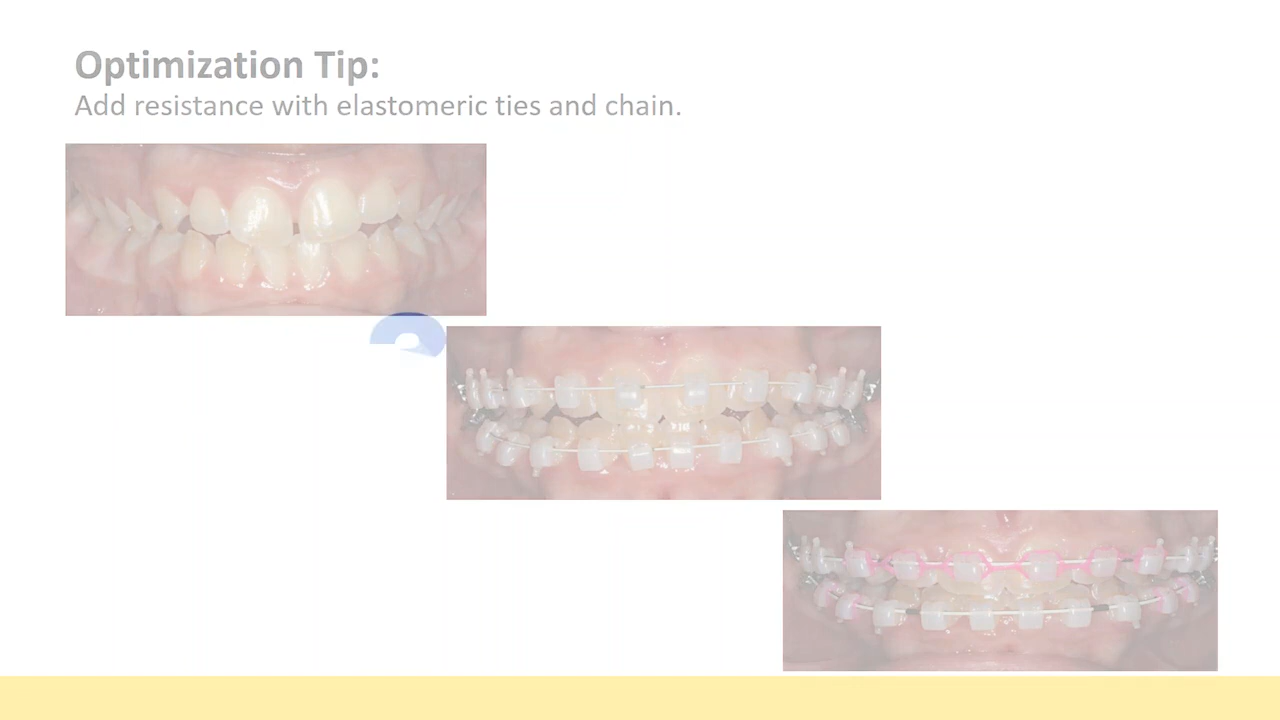 Optimization Tip:
Add resistance with elastomeric ties and chain.